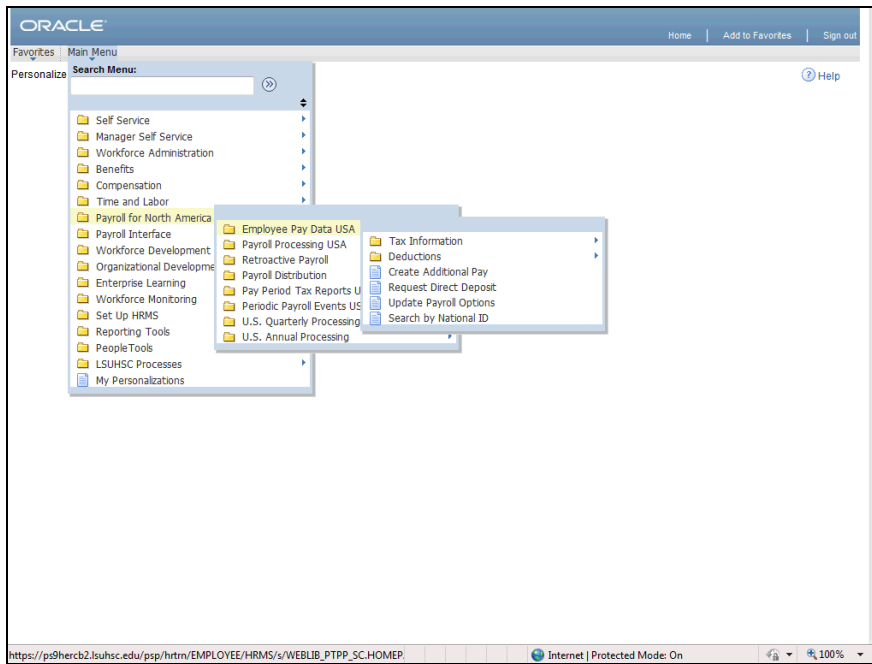 ORACLE
Home | Add to Favorites | Sign out
Favorites Main Menu
Personalize
Search Menu:
Help
Self Service
Manager Self Service
Workforce Administration
Benefits
Compensation
Time and Labor
Payroll for North America
Payroll Interface
Workforce Development
Organizational Developme
Enterprise Learning
Workforce Monitoring
Set Up HRMS
Reporting Tools
PeopleTools
LSUHSC Processes
My Personalizations
Employee Pay Data USA
Payroll Processing USA
Retroactive Payroll
Payroll Distribution
Pay Period Tax Reports U
Periodic Payroll Events US
U.S. Quarterly Processing
U.S. Annual Processing
Tax Information
Deductions
Create Additional Pay
Request Direct Deposit
Update Payroll Options
Search by National ID
https://ps9hercb2.lsuhsc.edu/psp/hrtrn/EMPLOYEE/HRMS/s/WEBLIB_PTPP_SC.HOMEP. Internet | Protected Mode: On 100%